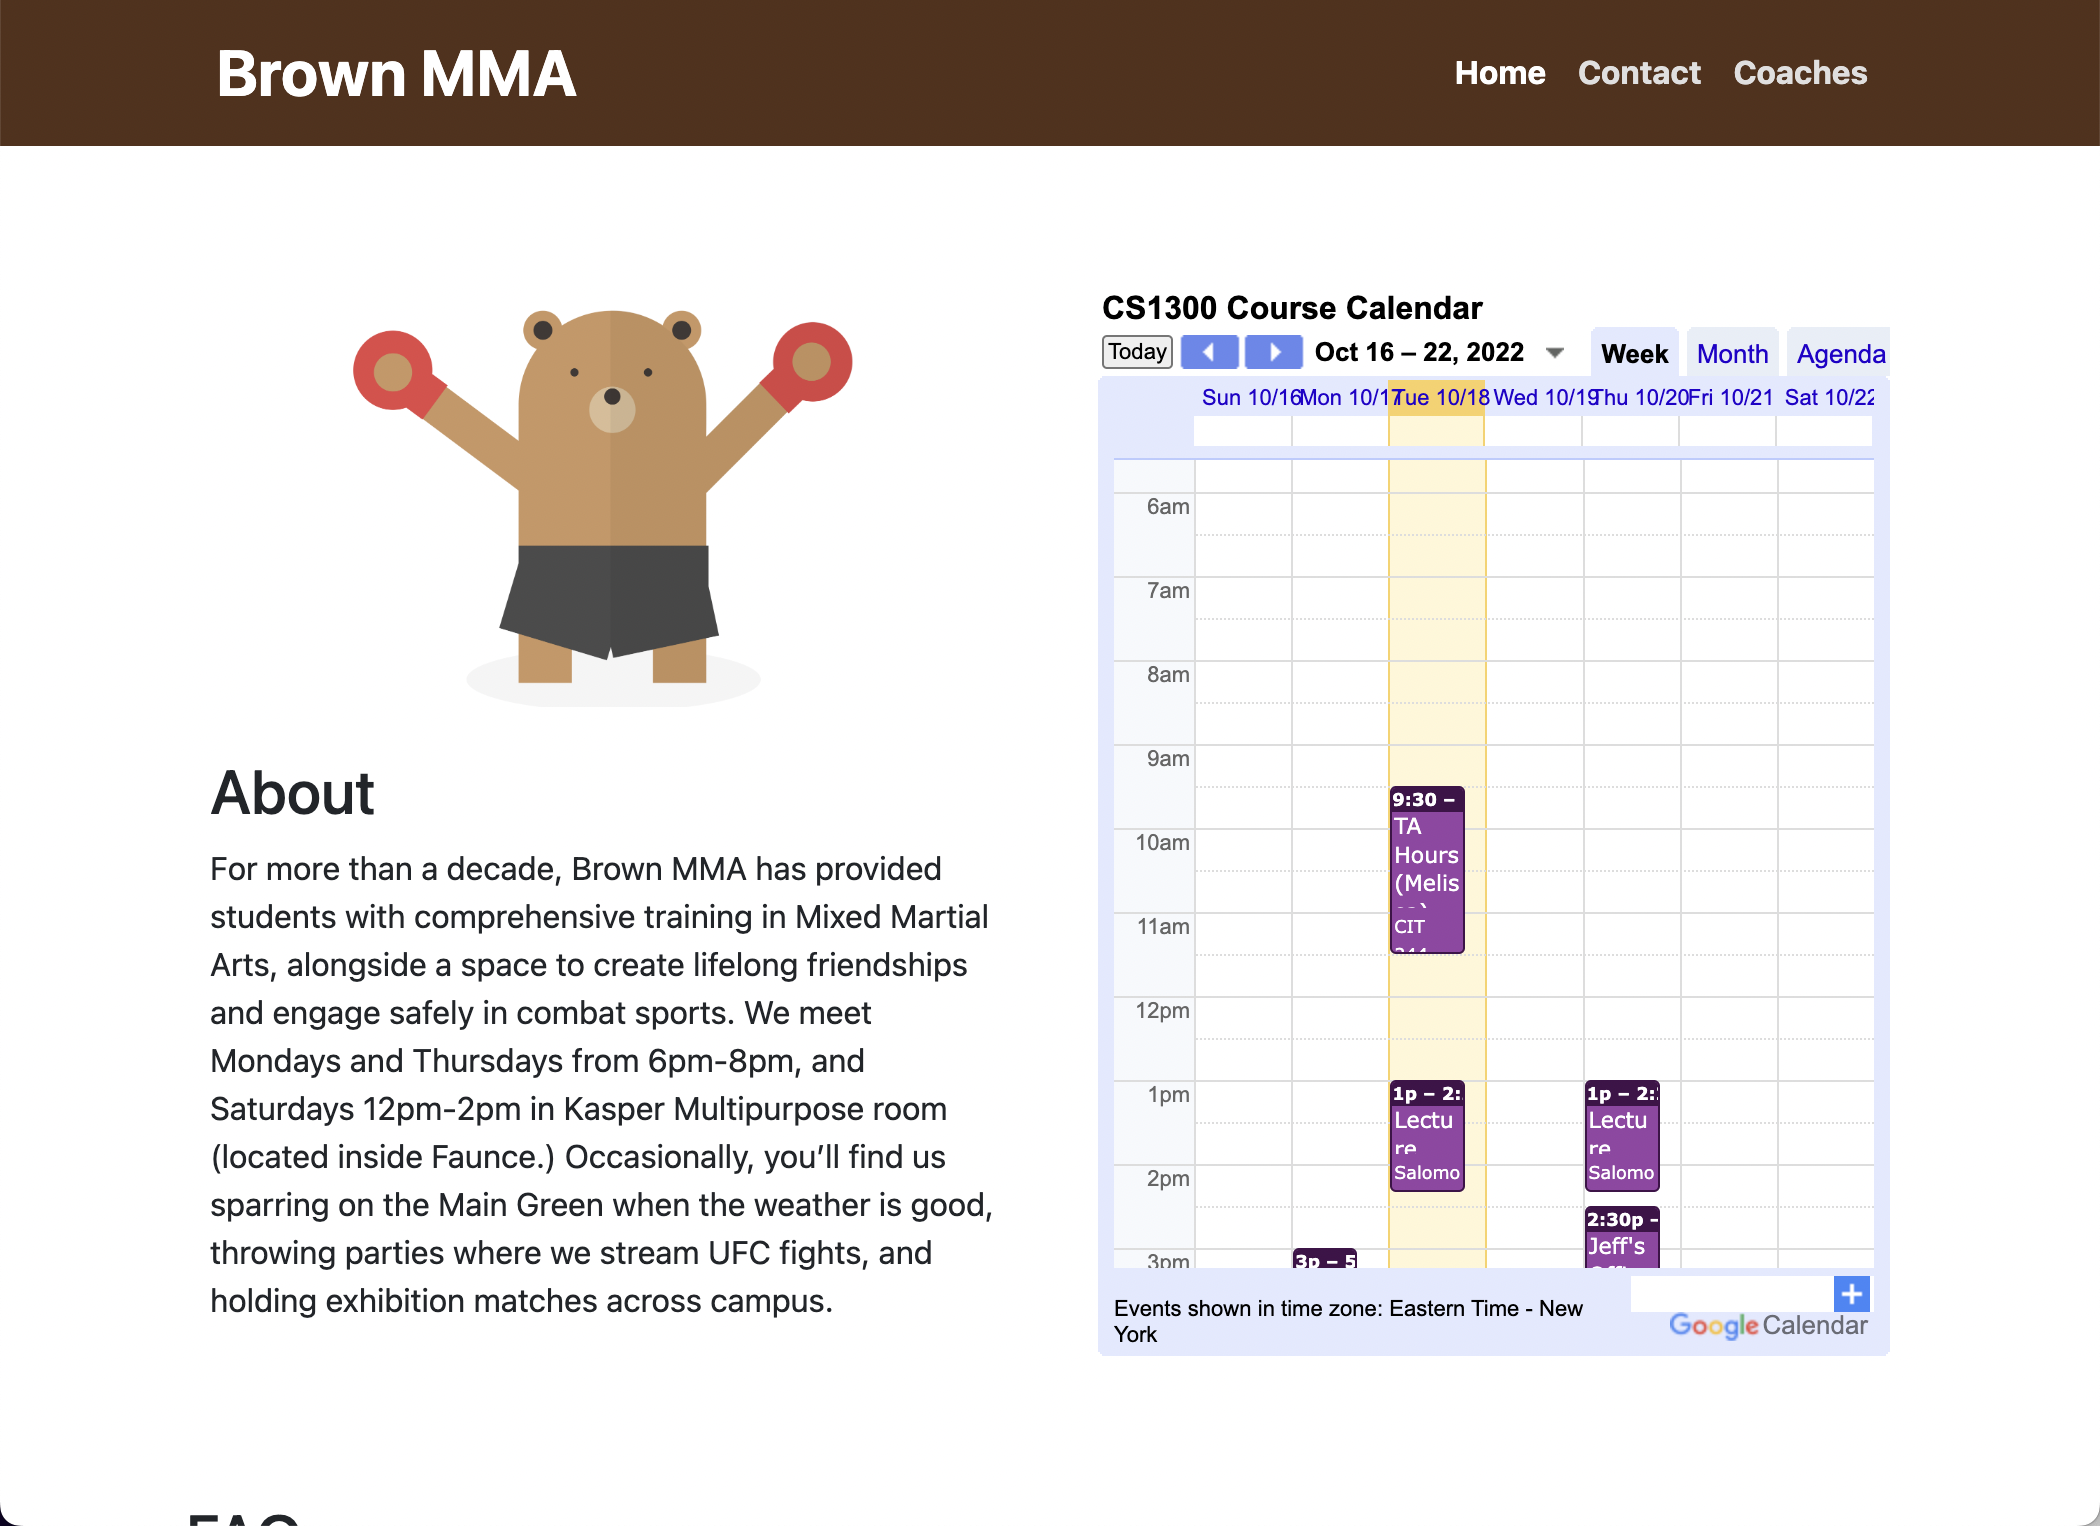 Brown MMA
Home Contact Coaches
About
For more than a decade, Brown MMA has provided
students with comprehensive training in Mixed Martial
Arts, alongside a space to create lifelong friendships
and engage safely in combat sports. We meet
Mondays and Thursdays from 6pm-8pm, and
Saturdays 12pm-2pm in Kasper Multipurpose room
(located inside Faunce.) Occasionally, you’ll find us
sparring on the Main Green when the weather is good,
throwing parties where we stream UFC fights, and
holding exhibition matches across campus.
CS1300 Course Calendar
Today Oct 16 – 22, 2022 Week Month Agenda
Sun 10/16 Mon 10/17 Tue 10/18 Wed 10/19 Thu 10/20 Fri 10/21 Sat 10/22
6am
7am
8am
9am
9:30 –
TA
Hours
(Melis
10am
CIT
11am
12pm
1pm
1p – 2:
Lectu
re
Salomo
1p – 2:
Lectu
re
Salomo
2pm
2:30p –
Jeff's
3pm
3p – 5
Events shown in time zone: Eastern Time - New
York
Google Calendar
FAQ